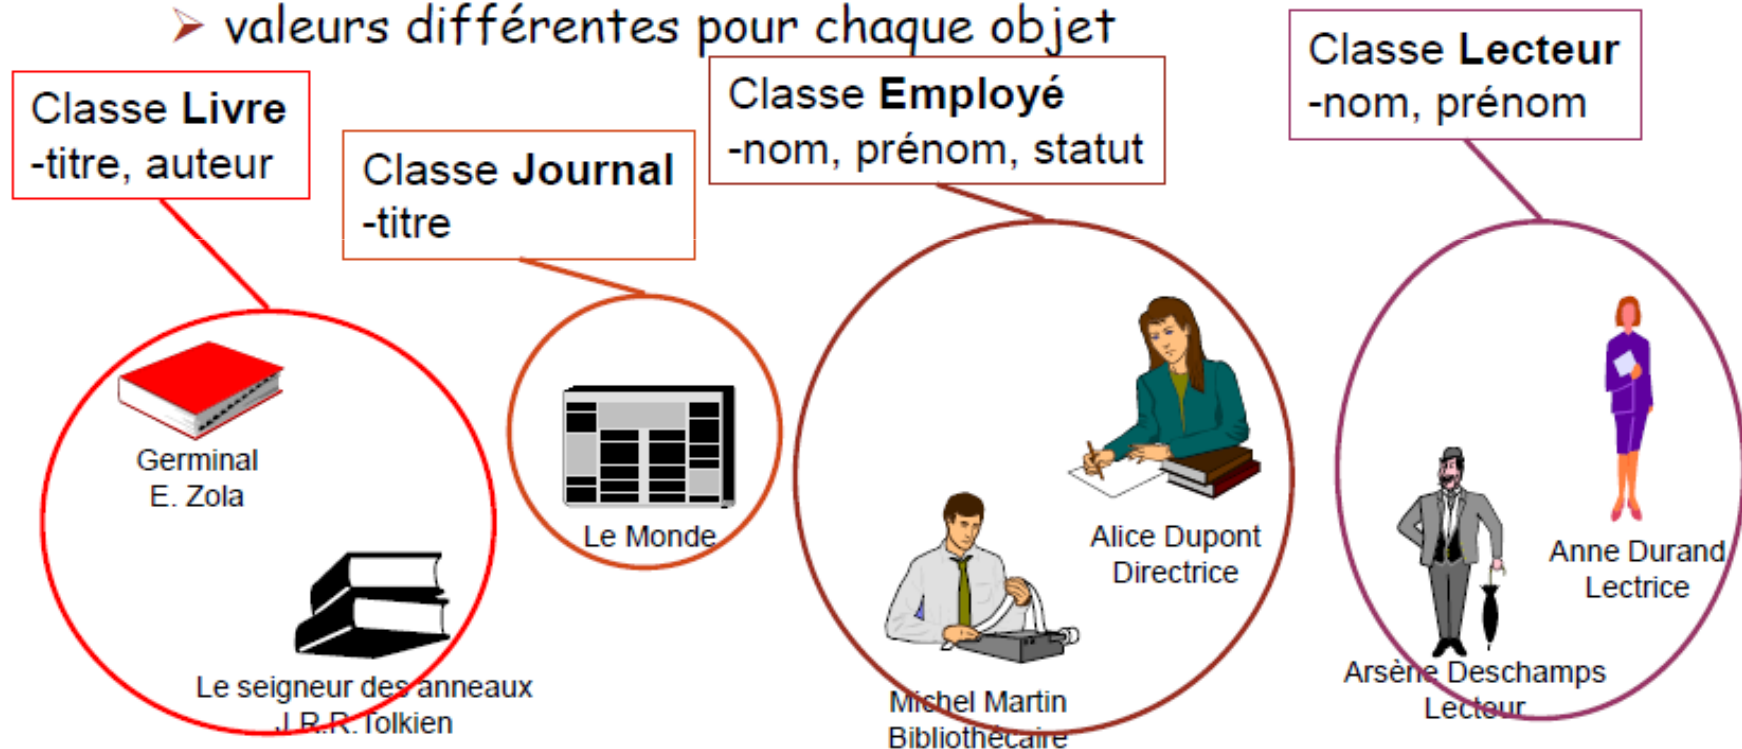 ➤ valeurs différentes pour chaque objet
Classe Livre
-titre, auteur
Classe Journal
-titre
Classe Employé
-nom, prénom, statut
Classe Lecteur
-nom, prénom
Germinal
E. Zola
Le seigneur des anneaux
J.R.R.Tolkien
Le Monde
Alice Dupont
Directrice
Michel Martin
Bibliothécaire
Anne Durand
Lectrice
Arsène Deschamps
Lecteur